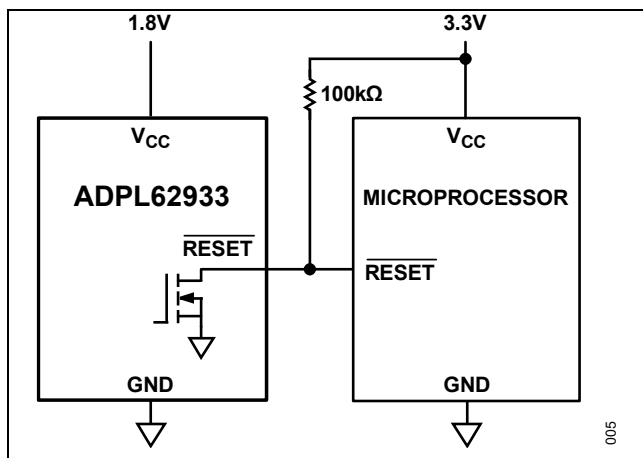 1.8V
3.3V
100kΩ
VCC
VCC
ADPL62933
MICROPROCESSOR
RESET
RESET
GND
GND
005